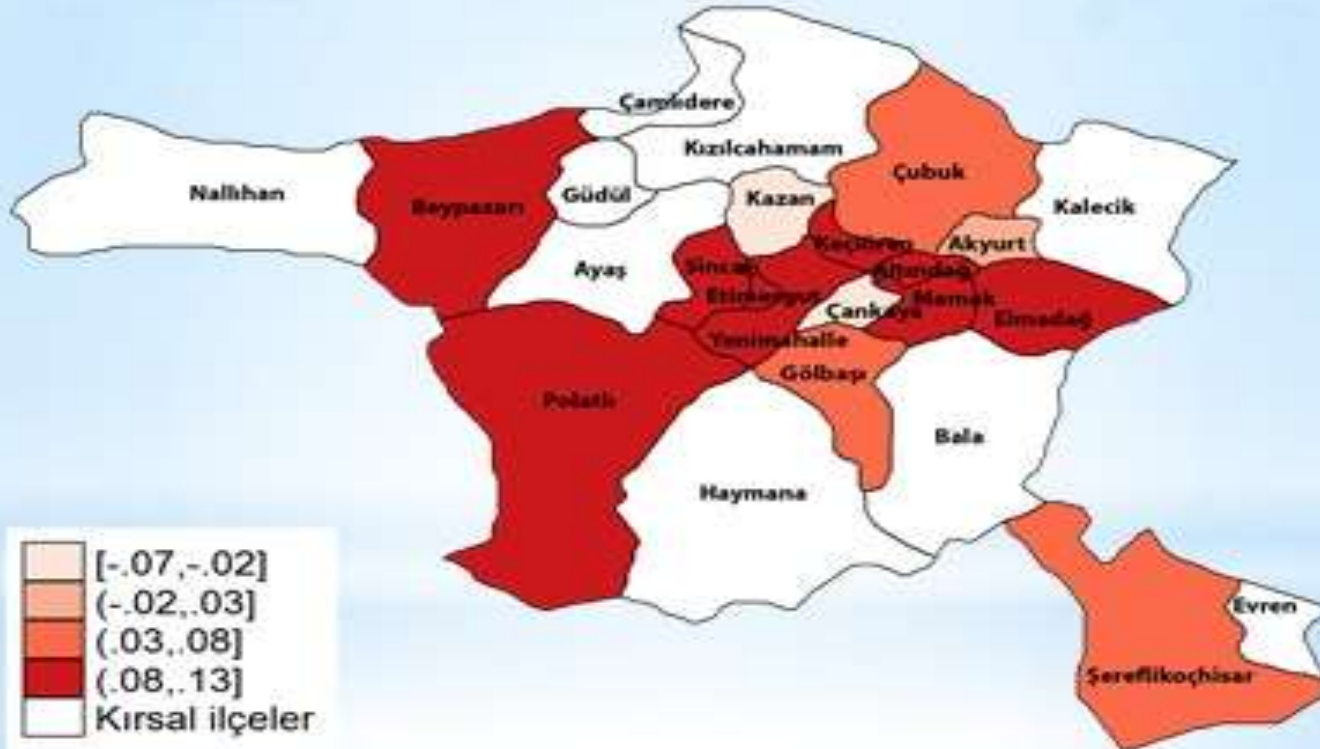 Çamlıdere
Kızılcahamam
Çubuk
Nallıhan
Beypazarı
Güdül
Kazan
Kalecik
Keçiören
Akyurt
Ayaş
Sincan
Altındağ
Etimesgut
Mamak
Çankaya
Elmadağ
Yenimahalle
Gölbaşı
Polatlı
Bala
Haymana
[-.07,-.02]
(-.02,.03]
(.03,.08]
(.08,.13]
Kırsal ilçeler
Evren
Şereflikoçhisar